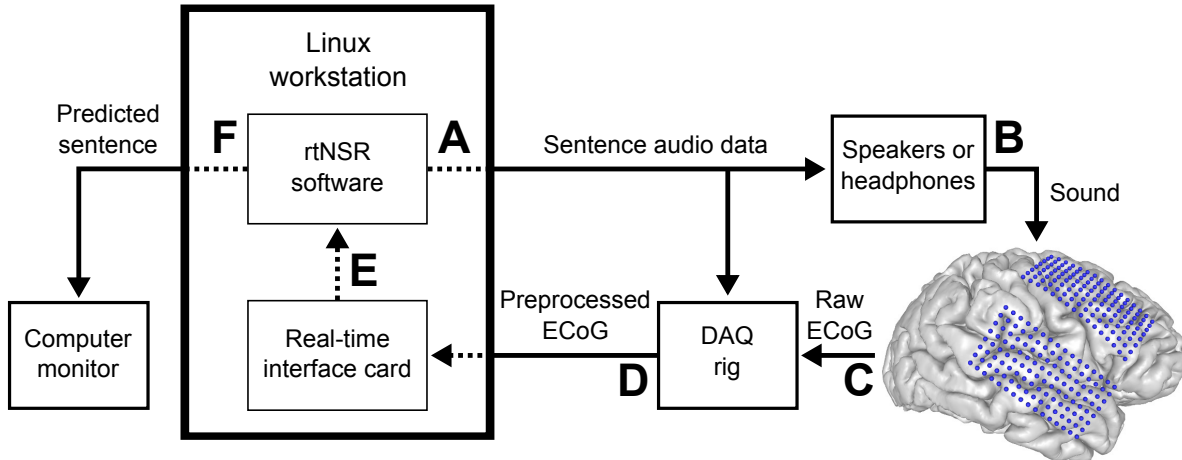 Linux
workstation
Predicted
sentence
F
rtNSR
software
A
Sentence audio data
Speakers or
headphones
B
Sound
E
Computer
monitor
Real-time
interface card
Preprocessed
ECoG
D
DAQ
rig
Raw
ECoG
C